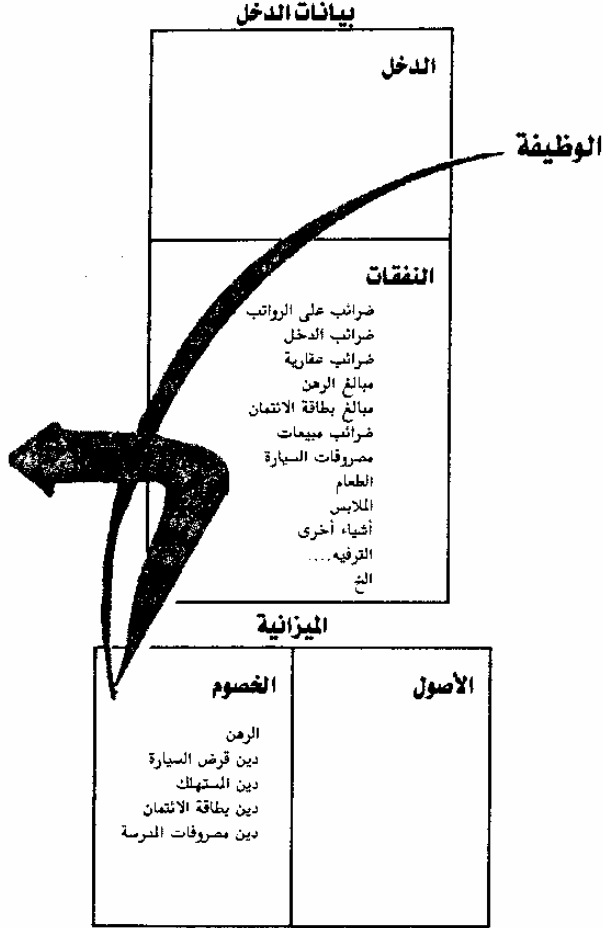 بيانات الدخل
الدخل
الوظيفة
النفقات
ضرائب على الرواتب
ضرائب الدخل
ضرائب عقارية
مبالغ الرهن
مبالغ بطاقة الائتمان
ضرائب مبيعات
مصروفات السيارة
الطعام
الملابس
أشياء أخرى
الترفيه....
الخ
الميزانية
الأصول
الخصوم
الرهن
دين قرض السيارة
دين المستهلك
دين بطاقة الائتمان
دين مصروفات المدرسة